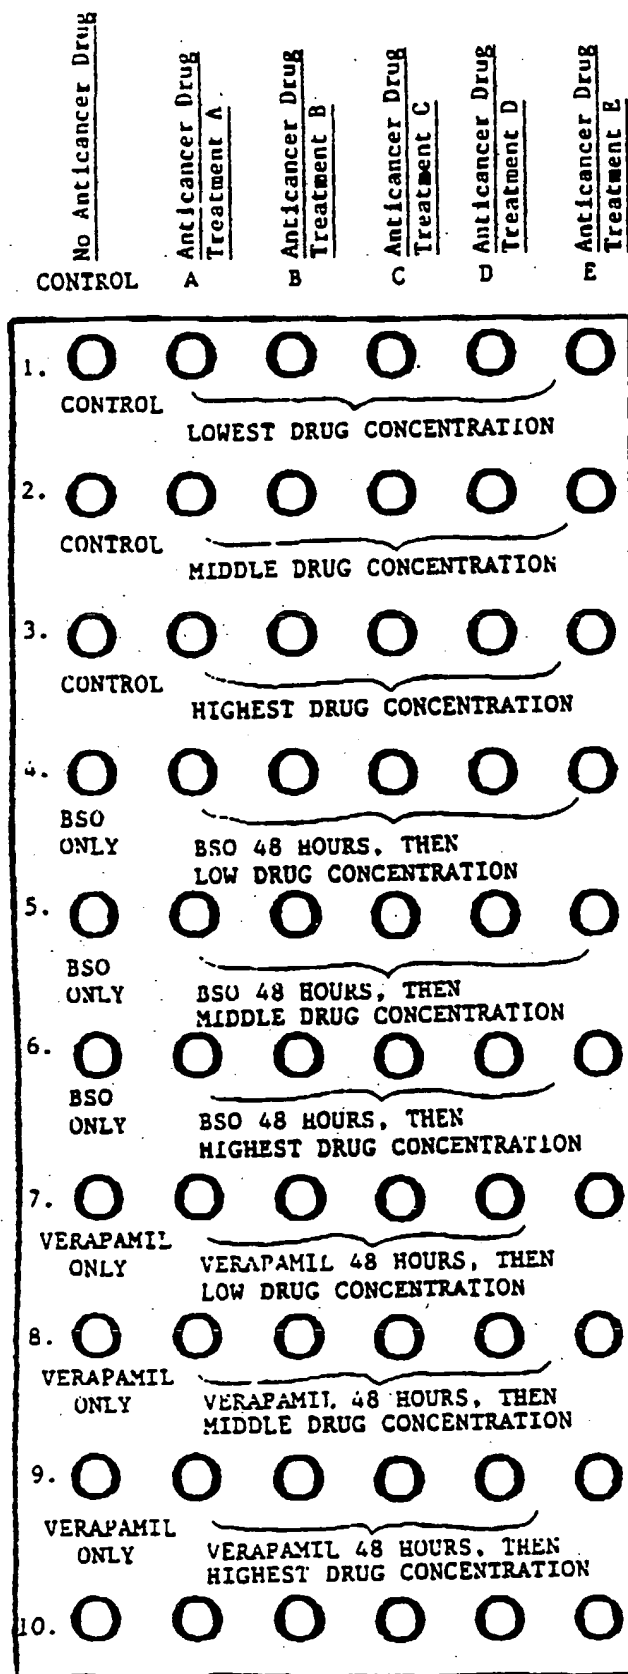 No Anticancer Drug
Anticancer Drug
Treatment A
Anticancer Drug
Treatment B
Anticancer Drug
Treatment C
Anticancer Drug
Treatment D
Anticancer Drug
Treatment E
CONTROL A B C D E
1.
CONTROL
LOWEST DRUG CONCENTRATION
2.
CONTROL
MIDDLE DRUG CONCENTRATION
3.
CONTROL
HIGHEST DRUG CONCENTRATION
4.
BSO
ONLY
BSO 48 HOURS, THEN
LOW DRUG CONCENTRATION
5.
BSO
ONLY
BSO 48 HOURS, THEN
MIDDLE DRUG CONCENTRATION
6.
BSO
ONLY
BSO 48 HOURS, THEN
HIGHEST DRUG CONCENTRATION
7.
VERAPAMIL
ONLY
VERAPAMIL 48 HOURS, THEN
LOW DRUG CONCENTRATION
8.
VERAPAMIL
ONLY
VERAPAMIL 48 HOURS, THEN
MIDDLE DRUG CONCENTRATION
9.
VERAPAMIL
ONLY
VERAPAMIL 48 HOURS, THEN
HIGHEST DRUG CONCENTRATION
10.